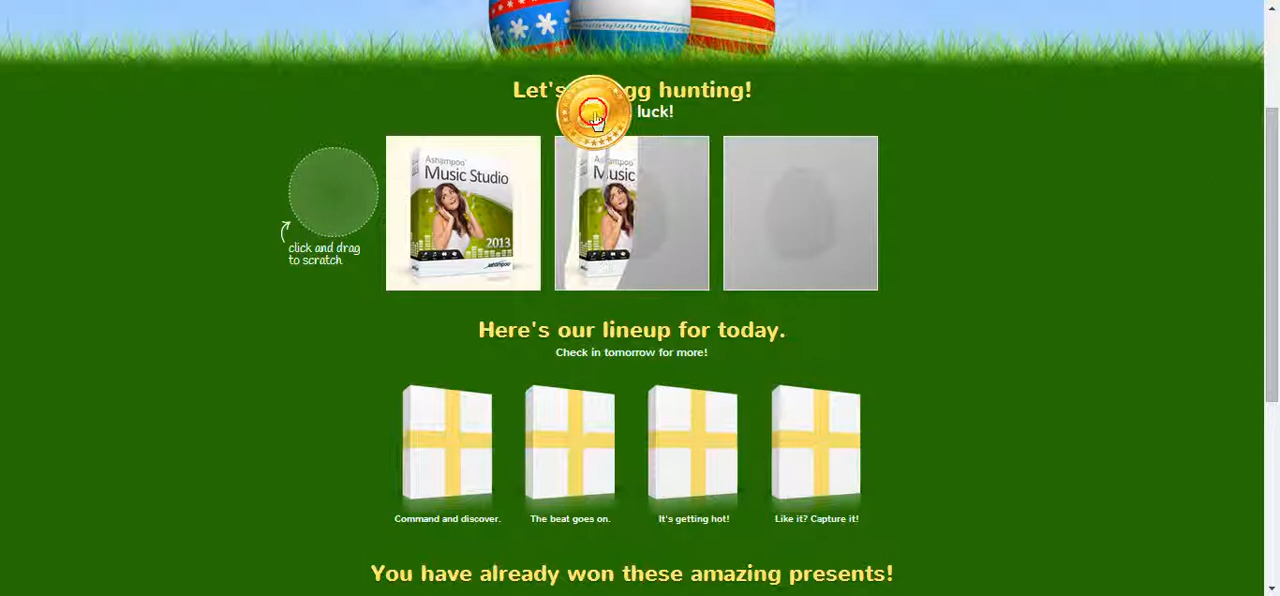 Let's gg hunting!
luck!
Ashampoo
Music Studio
2013
Ashampoo
Music
click and drag
to scratch
Here's our lineup for today.
Check in tomorrow for more!
Command and discover. The beat goes on. It's getting hot! Like it? Capture it!
You have already won these amazing presents!